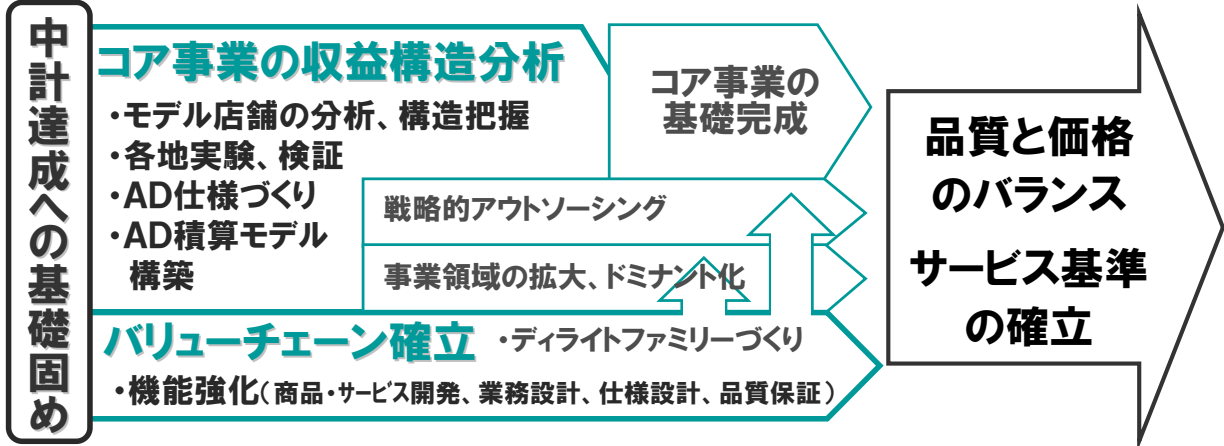 中計達成への基礎固め
コア事業の収益構造分析
・モデル店舗の分析、構造把握
・各地実験、検証
・AD仕様づくり
・AD積算モデル
構築
コア事業の
基礎完成
戦略的アウトソーシング
事業領域の拡大、ドミナント化
バリューチェーン確立
・ディライトファミリーづくり
・機能強化(商品・サービス開発、業務設計、仕様設計、品質保証)
品質と価格
のバランス
サービス基準
の確立